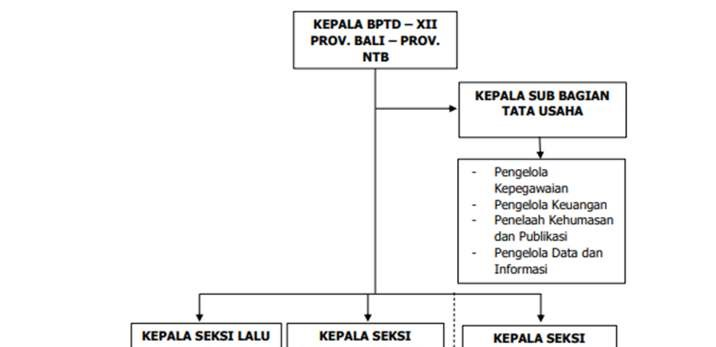 KEPALA BPTD – XII
PROV. BALI – PROV.
NTB
KEPALA SUB BAGIAN
TATA USAHA
- Pengelola
Kepegawaian
- Pengelola Keuangan
- Penelaah Kehumasan
dan Publikasi
- Pengelola Data dan
Informasi
KEPALA SEKSI LALU
KEPALA SEKSI
KEPALA SEKSI